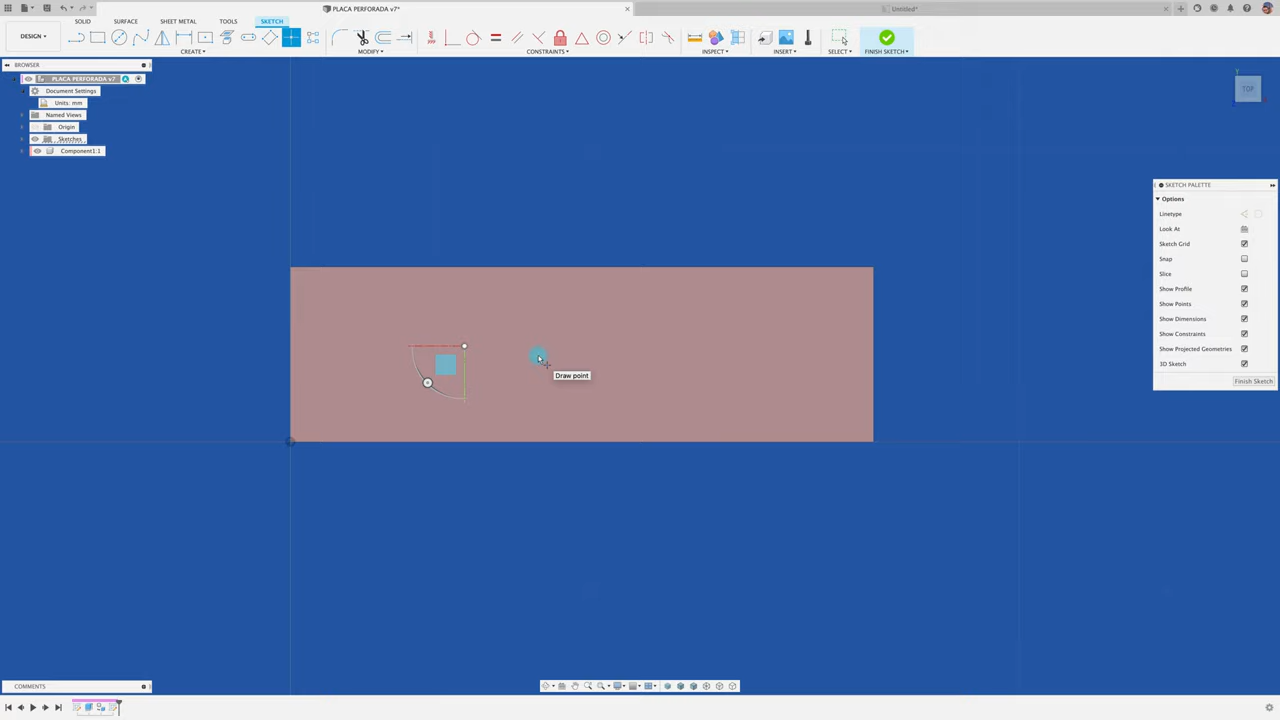 PLACA PERFORADA v7*
Untitled*
DESIGN
SOLID
SURFACE
SHEET METAL
TOOLS
SKETCH
CREATE
MODIFY
CONSTRAINTS
INSPECT
INSERT
SELECT
FINISH SKETCH
BROWSER
PLACA PERFORADA v7
Document Settings
Units: mm
Named Views
Origin
Sketches
Component1:1
TOP
SKETCH PALETTE
Options
Linetype
Look At
Sketch Grid
Snap
Slice
Show Profile
Show Points
Show Dimensions
Show Constraints
Show Projected Geometries
3D Sketch
Finish Sketch
Draw point
COMMENTS